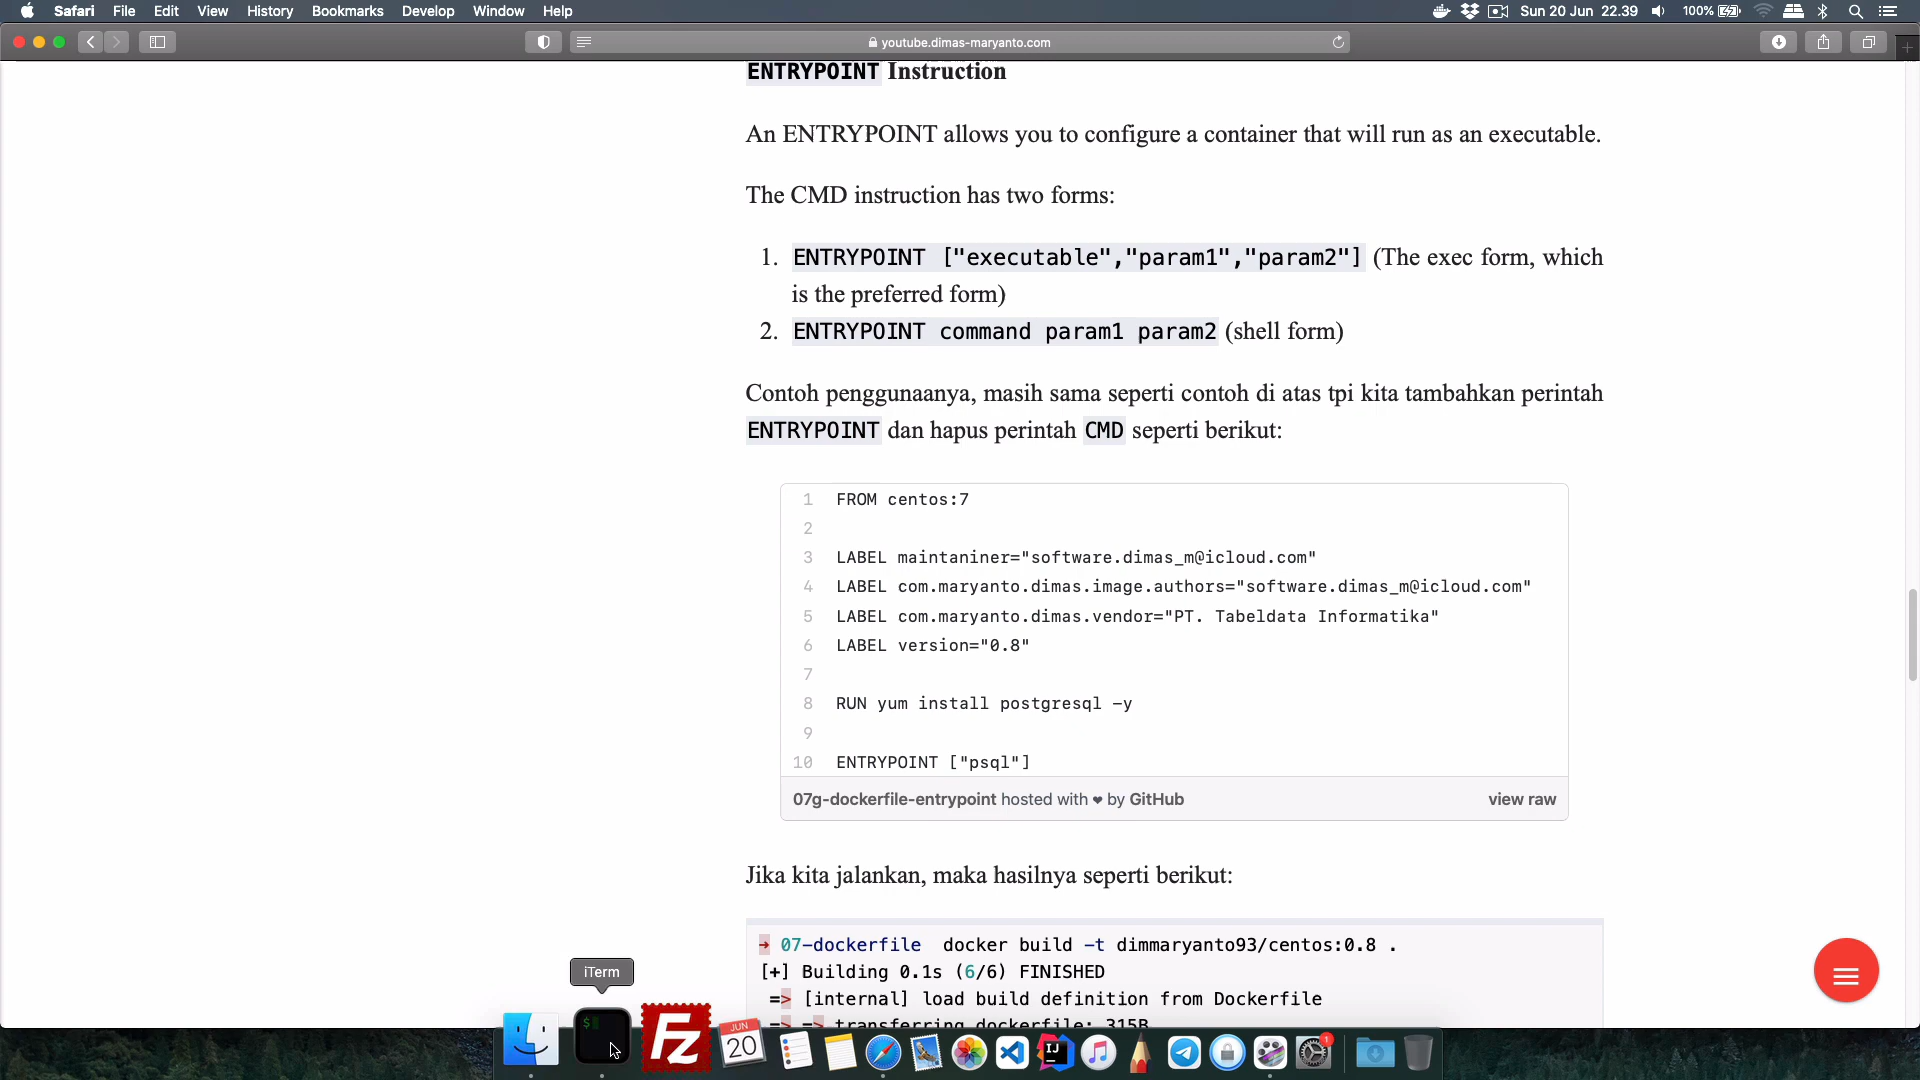 Safari File Edit View History Bookmarks Develop Window Help
Sun 20 Jun 22.39 100%
youtube.dimas-maryanto.com
ENTRYPOINT Instruction
An ENTRYPOINT allows you to configure a container that will run as an executable.
The CMD instruction has two forms:
1. ENTRYPOINT ["executable","param1","param2"] (The exec form, which
is the preferred form)
2. ENTRYPOINT command param1 param2 (shell form)
Contoh penggunaanya, masih sama seperti contoh di atas tpi kita tambahkan perintah
ENTRYPOINT dan hapus perintah CMD seperti berikut:
1 FROM centos:7
2
3 LABEL maintaniner="software.dimas_m@icloud.com"
4 LABEL com.maryanto.dimas.image.authors="software.dimas_m@icloud.com"
5 LABEL com.maryanto.dimas.vendor="PT. Tabeldata Informatika"
6 LABEL version="0.8"
7
8 RUN yum install postgresql -y
9
10 ENTRYPOINT ["psql"]
07g-dockerfile-entrypoint hosted with ❤ by GitHub view raw
Jika kita jalankan, maka hasilnya seperti berikut:
→ 07-dockerfile docker build -t dimmaryanto93/centos:0.8 .
[+] Building 0.1s (6/6) FINISHED
=> [internal] load build definition from Dockerfile
=> => transferring dockerfile: 315B
iTerm
$
Fz
JUN
20
IJ
1